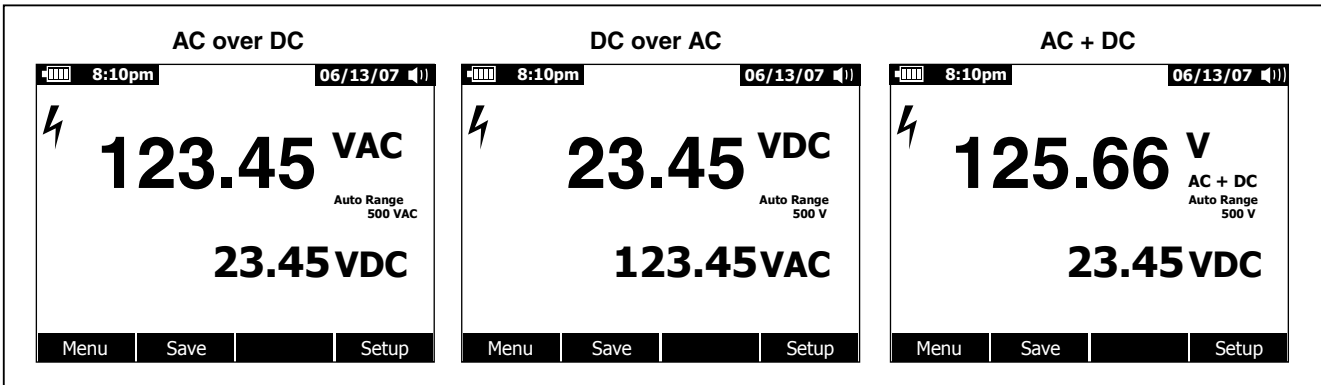 AC over DC
8:10pm 06/13/07
123.45 VAC
Auto Range
500 VAC
23.45 VDC
Menu Save Setup
DC over AC
8:10pm 06/13/07
23.45 VDC
Auto Range
500 V
123.45 VAC
Menu Save Setup
AC + DC
8:10pm 06/13/07
125.66 V
AC + DC
Auto Range
500 V
23.45 VDC
Menu Save Setup